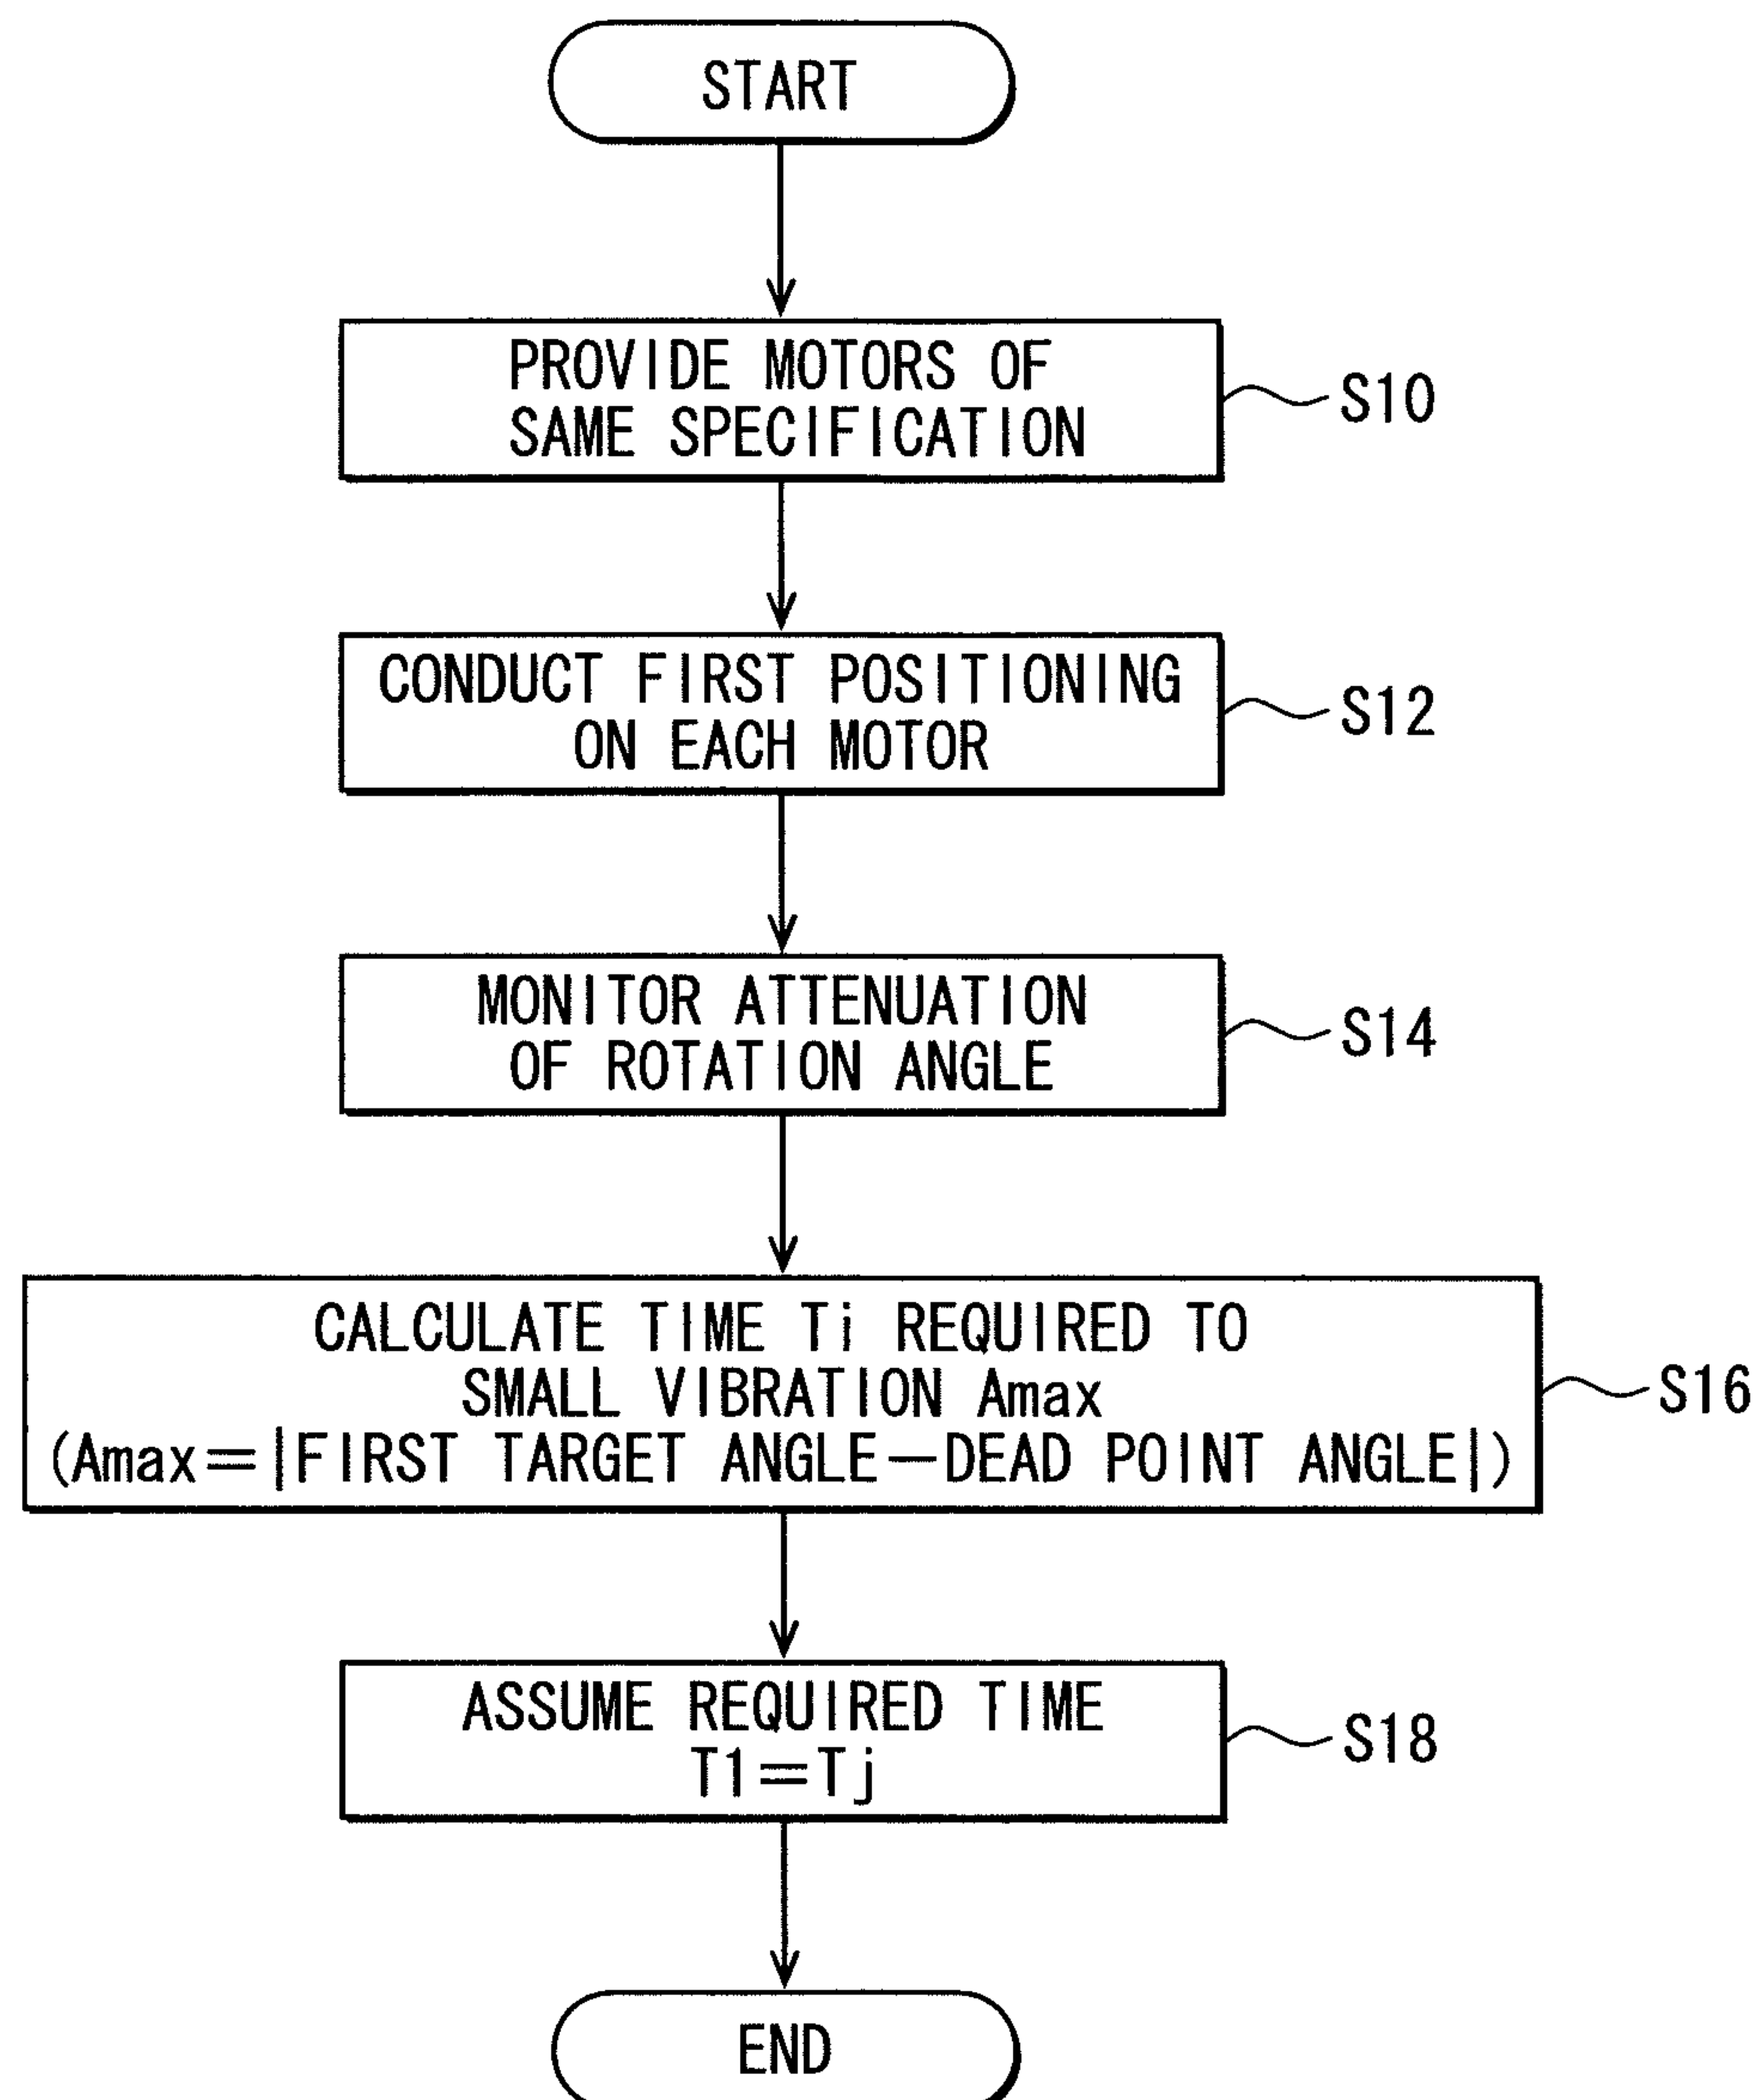 START
PROVIDE MOTORS OF
SAME SPECIFICATION
S10
CONDUCT FIRST POSITIONING
ON EACH MOTOR
S12
MONITOR ATTENUATION
OF ROTATION ANGLE
S14
CALCULATE TIME Ti REQUIRED TO
SMALL VIBRATION Amax
(Amax=|FIRST TARGET ANGLE—DEAD POINT ANGLE|)
S16
ASSUME REQUIRED TIME
T1=Tj
S18
END